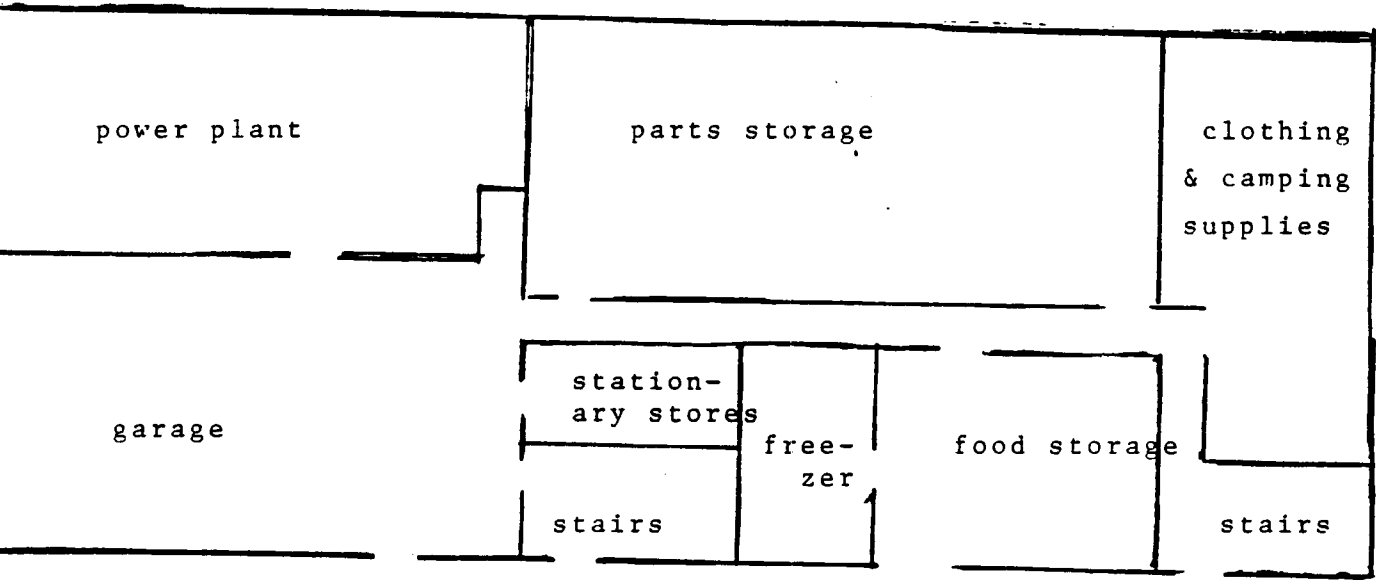 power plant
parts storage
clothing
& camping
supplies
station-
ary stores
garage
free-
zer
food storage
stairs
stairs